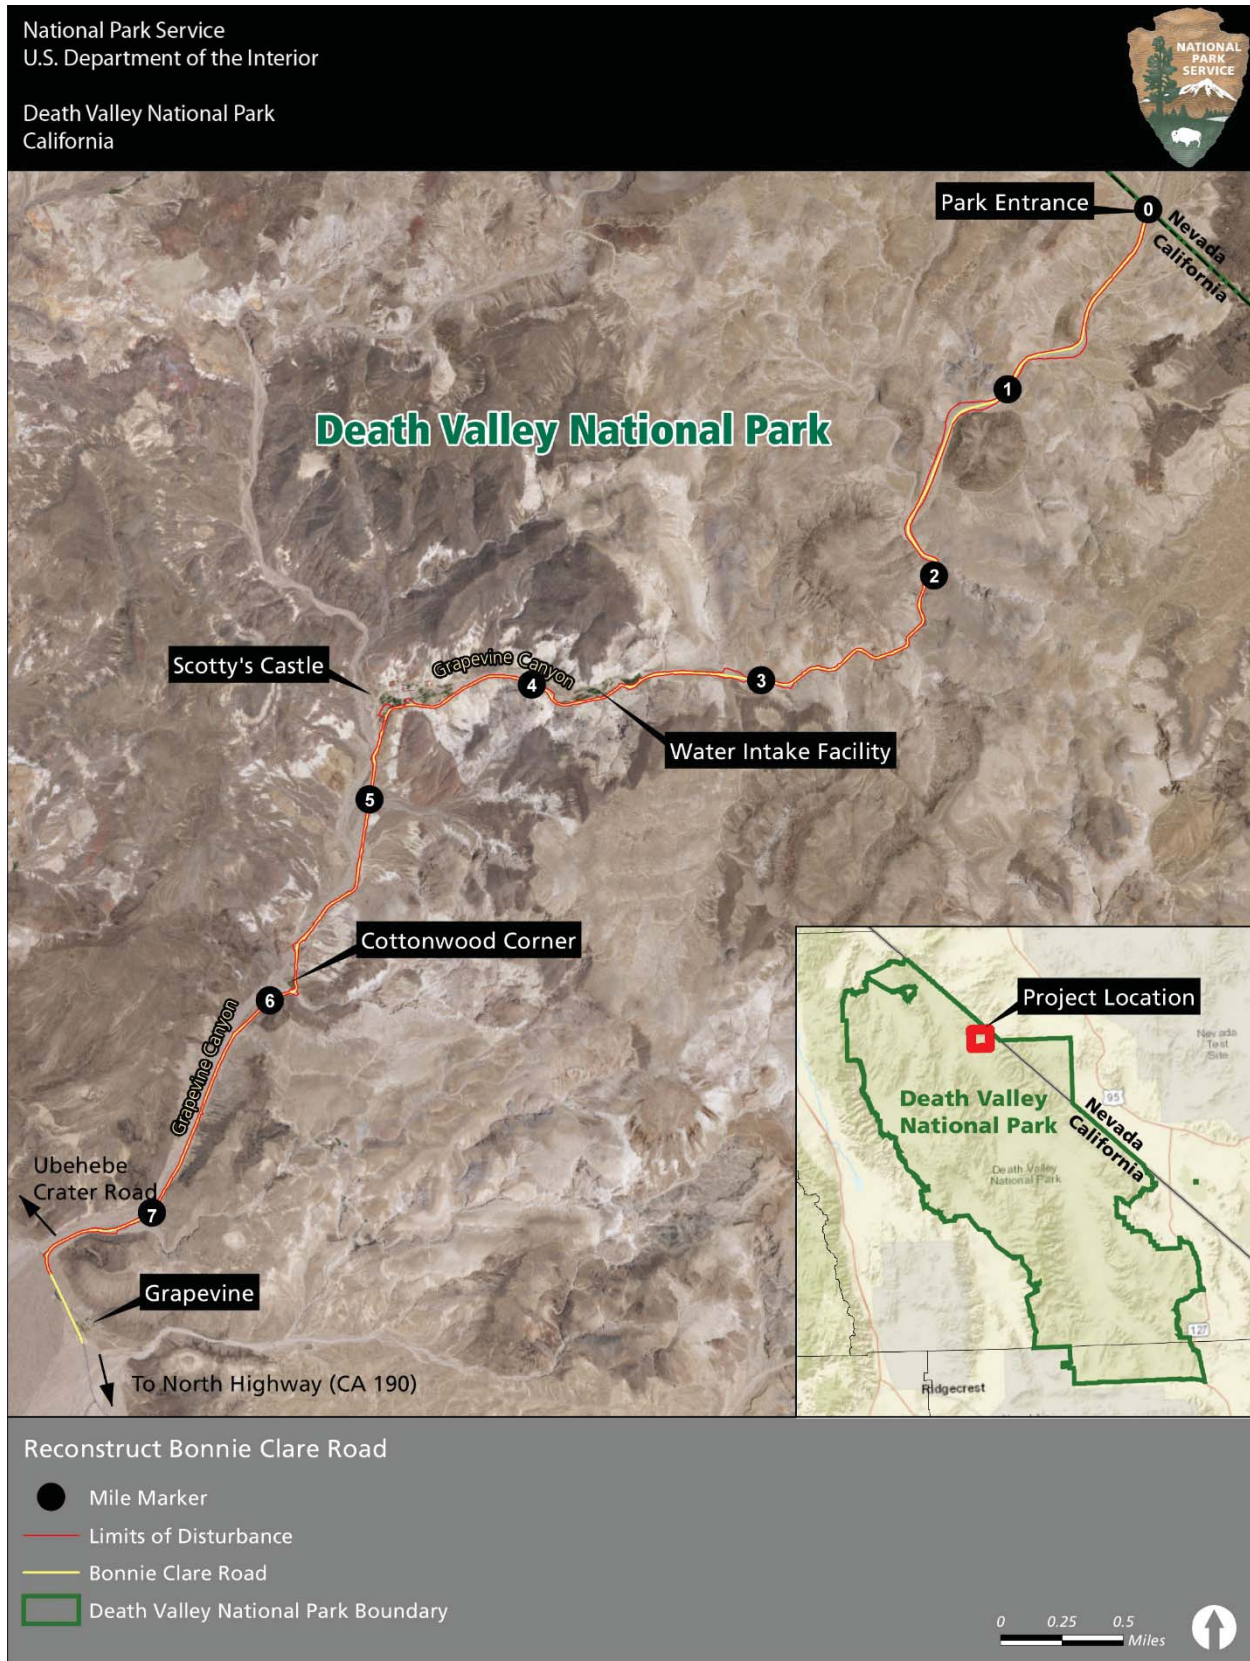 National Park Service
U.S. Department of the Interior
Death Valley National Park
California
NATIONAL
PARK
SERVICE
Park Entrance
0
Nevada
California
1
Death Valley National Park
2
Scotty's Castle
Grapevine Canyon
4
3
Water Intake Facility
5
Cottonwood Corner
6
Grapevine Canyon
Ubehebe
Crater Road
7
Grapevine
To North Highway (CA 190)
Project Location
Nevada
Test
Site
95
Death Valley
National Park
Nevada
California
Death Valley
National Park
127
Ridgecrest
Reconstruct Bonnie Clare Road
Mile Marker
Limits of Disturbance
Bonnie Clare Road
Death Valley National Park Boundary
0 0.25 0.5
Miles